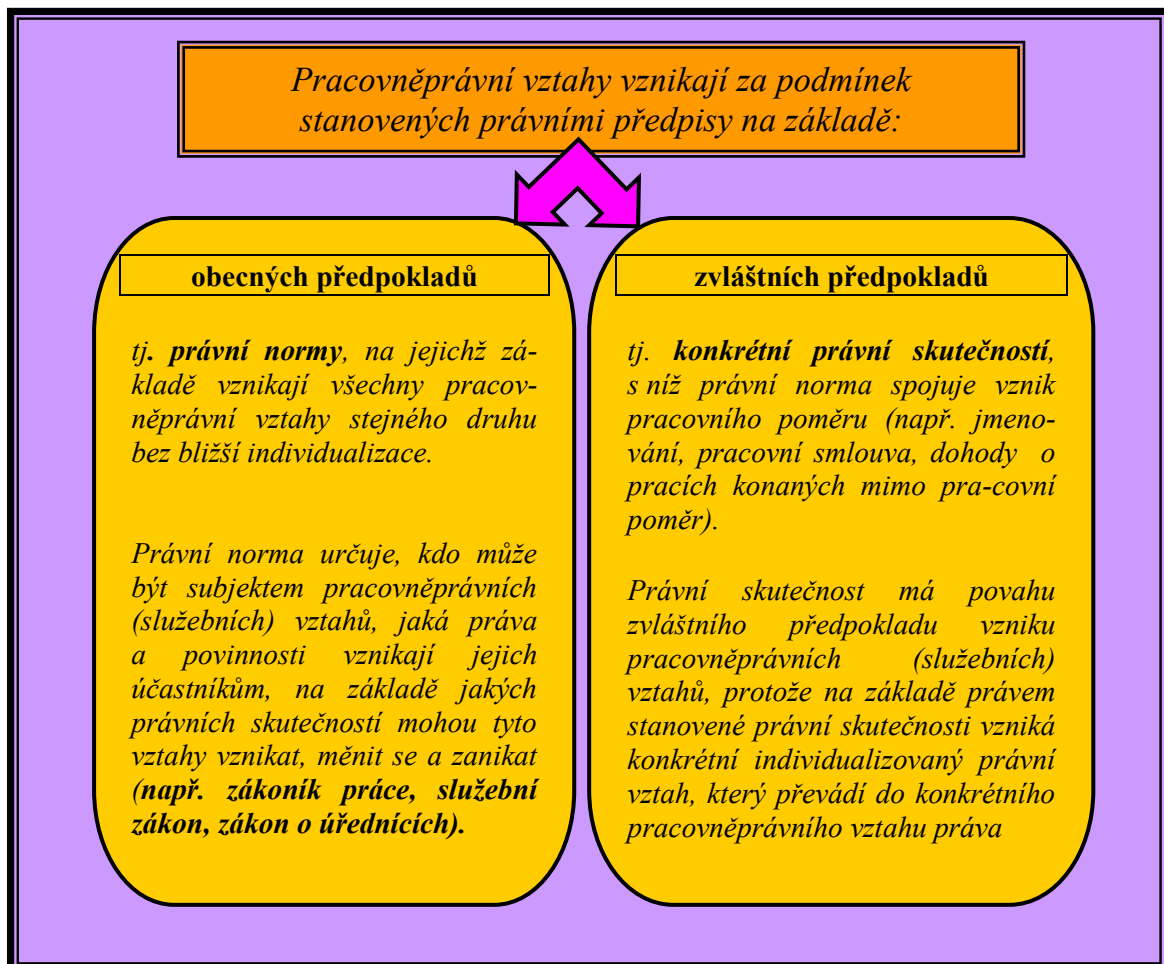 Pracovněprávní vztahy vznikají za podmínek
stanovených právními předpisy na základě:
obecných předpokladů
tj. právní normy, na jejichž zá-
kladě vznikají všechny pracov-
něprávní vztahy stejného druhu
bez bližší individualizace.
Právní norma určuje, kdo může
být subjektem pracovněprávních
(služebních) vztahů, jaká práva
a povinnosti vznikají jejich
účastníkům, na základě jakých
právních skutečností mohou tyto
vztahy vznikat, měnit se a zanikat
(např. zákoník práce, služební
zákon, zákon o úřednících).
zvláštních předpokladů
tj. konkrétní právní skutečností,
s níž právní norma spojuje vznik
pracovního poměru (např. jmeno-
vání, pracovní smlouva, dohody o
pracích konaných mimo pra-covní
poměr).
Právní skutečnost má povahu
zvláštního předpokladu vzniku
pracovněprávních (služebních)
vztahů, protože na základě právem
stanovené právní skutečnosti vzniká
konkrétní individualizovaný právní
vztah, který převádí do konkrétního
pracovněprávního vztahu práva